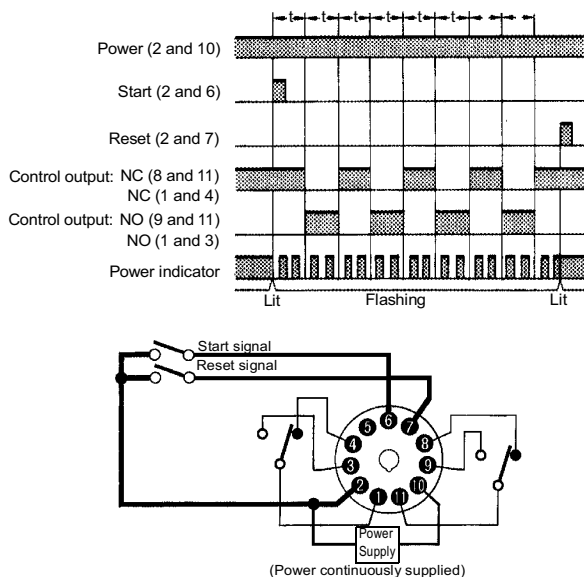 t t t t t t t t
Power (2 and 10)
Start (2 and 6)
Reset (2 and 7)
Control output: NC (8 and 11)
NC (1 and 4)
Control output: NO (9 and 11)
NO (1 and 3)
Power indicator
Lit Flashing Lit
Start signal
Reset signal
6
5 7
4 8
3 9
2 10
1 11
Power
Supply
(Power continuously supplied)